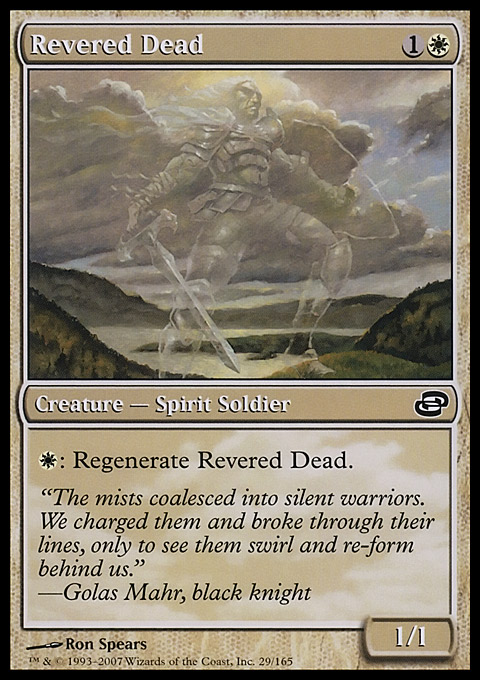 Revered Dead 1
Creature — Spirit Soldier
: Regenerate Revered Dead.
“The mists coalesced into silent warriors.
We charged them and broke through their
lines, only to see them swirl and re-form
behind us.”
—Golas Mahr, black knight
1/1
Ron Spears
™ & © 1993–2007 Wizards of the Coast, Inc. 29/165